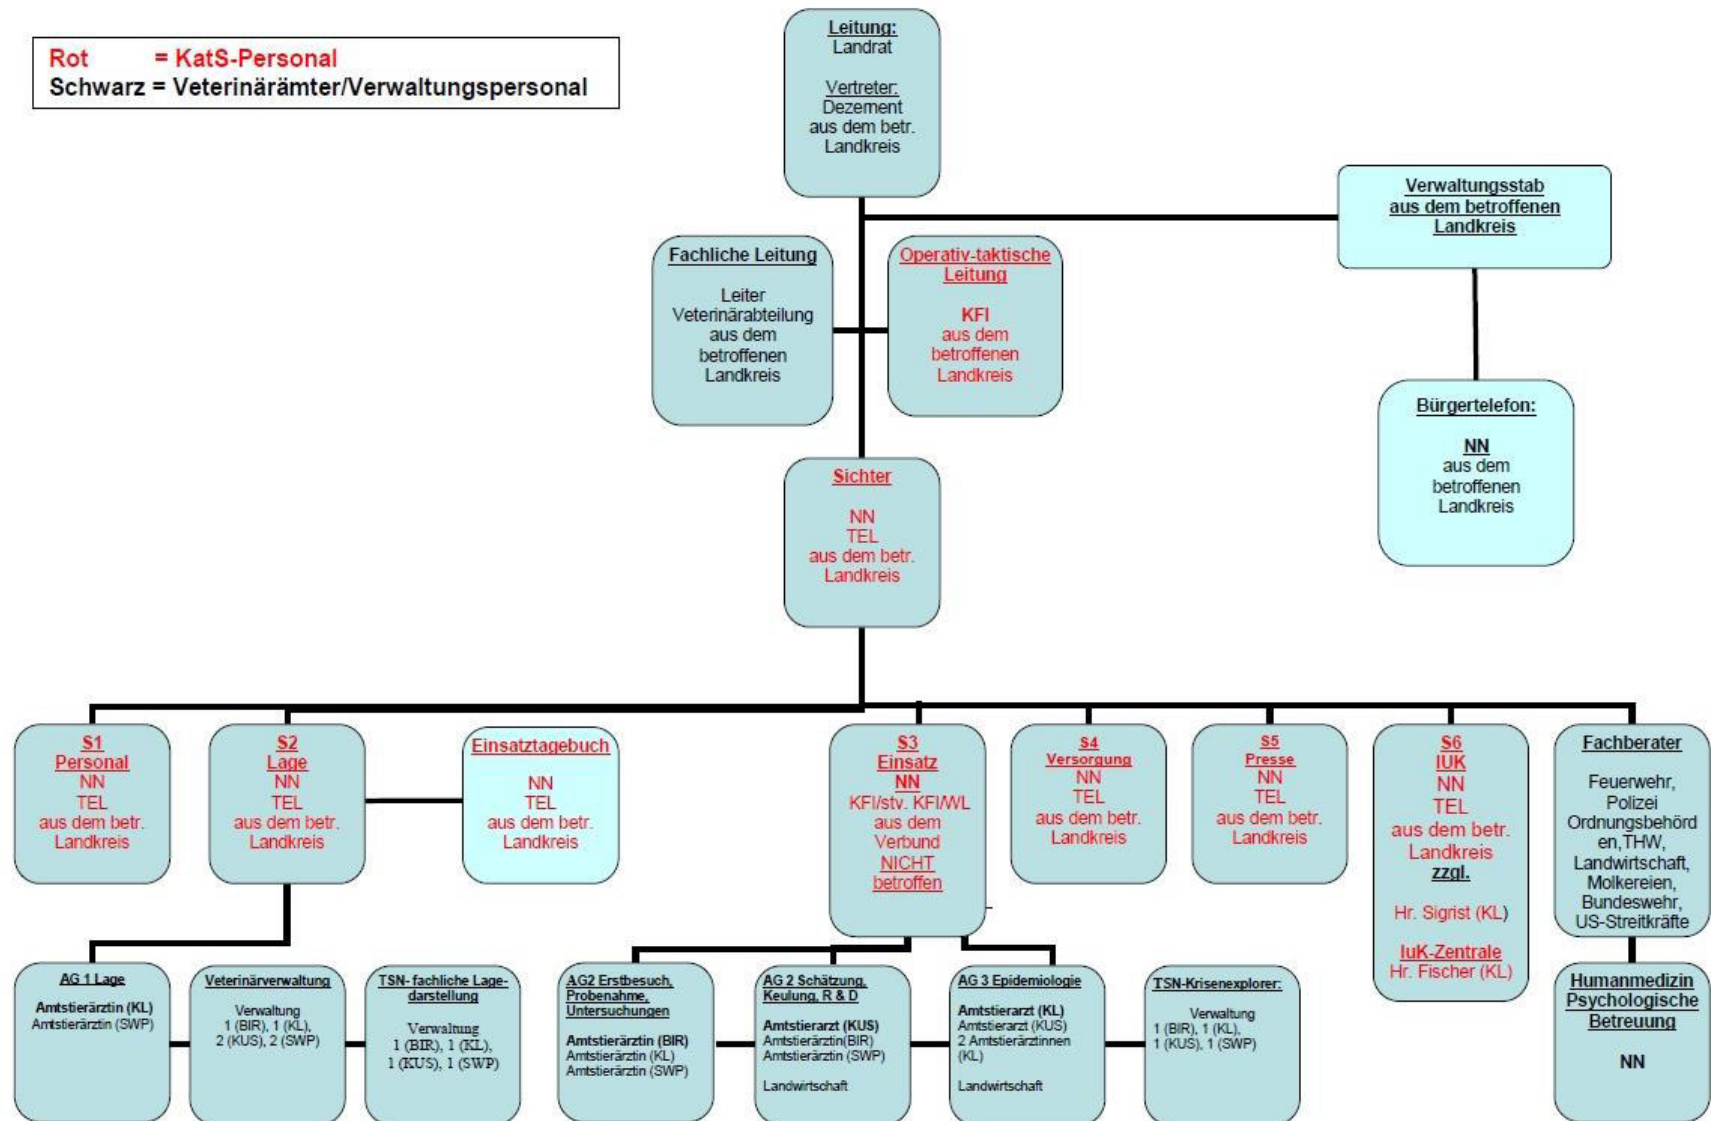 Rot = KatS-Personal
Schwarz = Veterinärämter/Verwaltungspersonal
Leitung:
Landrat
Vertreter:
Dezernent
aus dem betr.
Landkreis
Verwaltungsstab
aus dem betroffenen
Landkreis
Fachliche Leitung
Leiter
Veterinärabteilung
aus dem
betroffenen
Landkreis
Operativ-taktische
Leitung
KFI
aus dem
betroffenen
Landkreis
Bürgertelefon:
NN
aus dem
betroffenen
Landkreis
Sichter
NN
TEL
aus dem betr.
Landkreis
S1
Personal
NN
TEL
aus dem betr.
Landkreis
S2
Lage
NN
TEL
aus dem betr.
Landkreis
Einsatztagebuch
NN
TEL
aus dem betr.
Landkreis
S3
Einsatz
NN
KFI/stv. KFI/WL
aus dem
Verbund
NICHT
betroffen
S4
Versorgung
NN
TEL
aus dem betr.
Landkreis
S5
Presse
NN
TEL
aus dem betr.
Landkreis
S6
IUK
NN
TEL
aus dem betr.
Landkreis
zzgl.
Hr. Sigrist (KL)
IuK-Zentrale
Hr. Fischer (KL)
Fachberater
Feuerwehr,
Polizei
Ordnungsbehörd
en,THW,
Landwirtschaft,
Molkereien,
Bundeswehr,
US-Streitkräfte
AG 1 Lage
Amtstierärztin (KL)
Amtstierärztin (SWP)
Veterinärverwaltung
Verwaltung
1 (BIR), 1 (KL),
2 (KUS), 2 (SWP)
TSN- fachliche Lage-
darstellung
Verwaltung
1 (BIR), 1 (KL),
1 (KUS), 1 (SWP)
AG2 Erstbesuch,
Probenahme,
Untersuchungen
Amtstierärztin (BIR)
Amtstierärztin (KL)
Amtstierärztin (SWP)
AG 2 Schätzung,
Keulung, R & D
Amtstierarzt (KUS)
Amtstierärztin(BIR)
Amtstierärztin (SWP)
Landwirtschaft
AG 3 Epidemiologie
Amtstierarzt (KL)
Amtstierarzt (KUS)
2 Amtstierärztinnen
(KL)
Landwirtschaft
TSN-Krisenexplorer:
Verwaltung
1 (BIR), 1 (KL),
1 (KUS), 1 (SWP)
Humanmedizin
Psychologische
Betreuung
NN